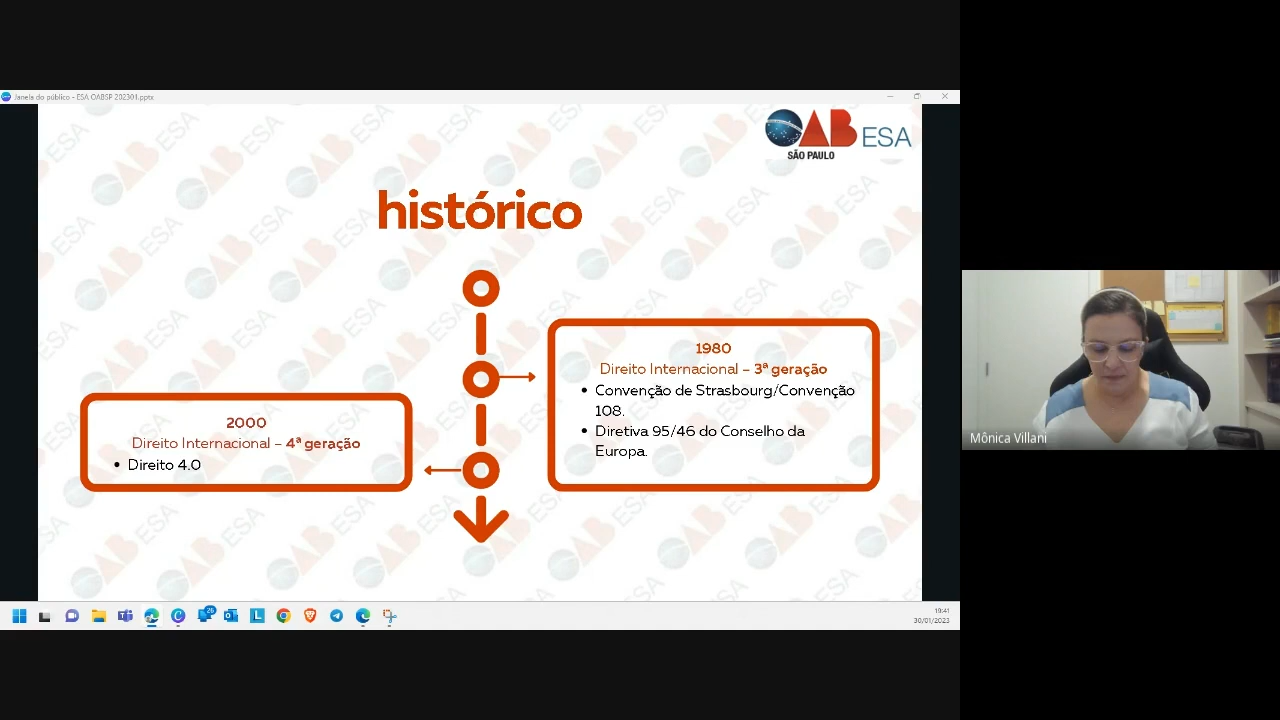 Janela do público - ESA OABSP 202301.pptx
OAB ESA
SÃO PAULO
histórico
1980
Direito Internacional – 3ª geração
• Convenção de Strasbourg/Convenção
108.
• Diretiva 95/46 do Conselho da
Europa.
2000
Direito Internacional – 4ª geração
• Direito 4.0
Mônica Villani
25
19:41
30/01/2023